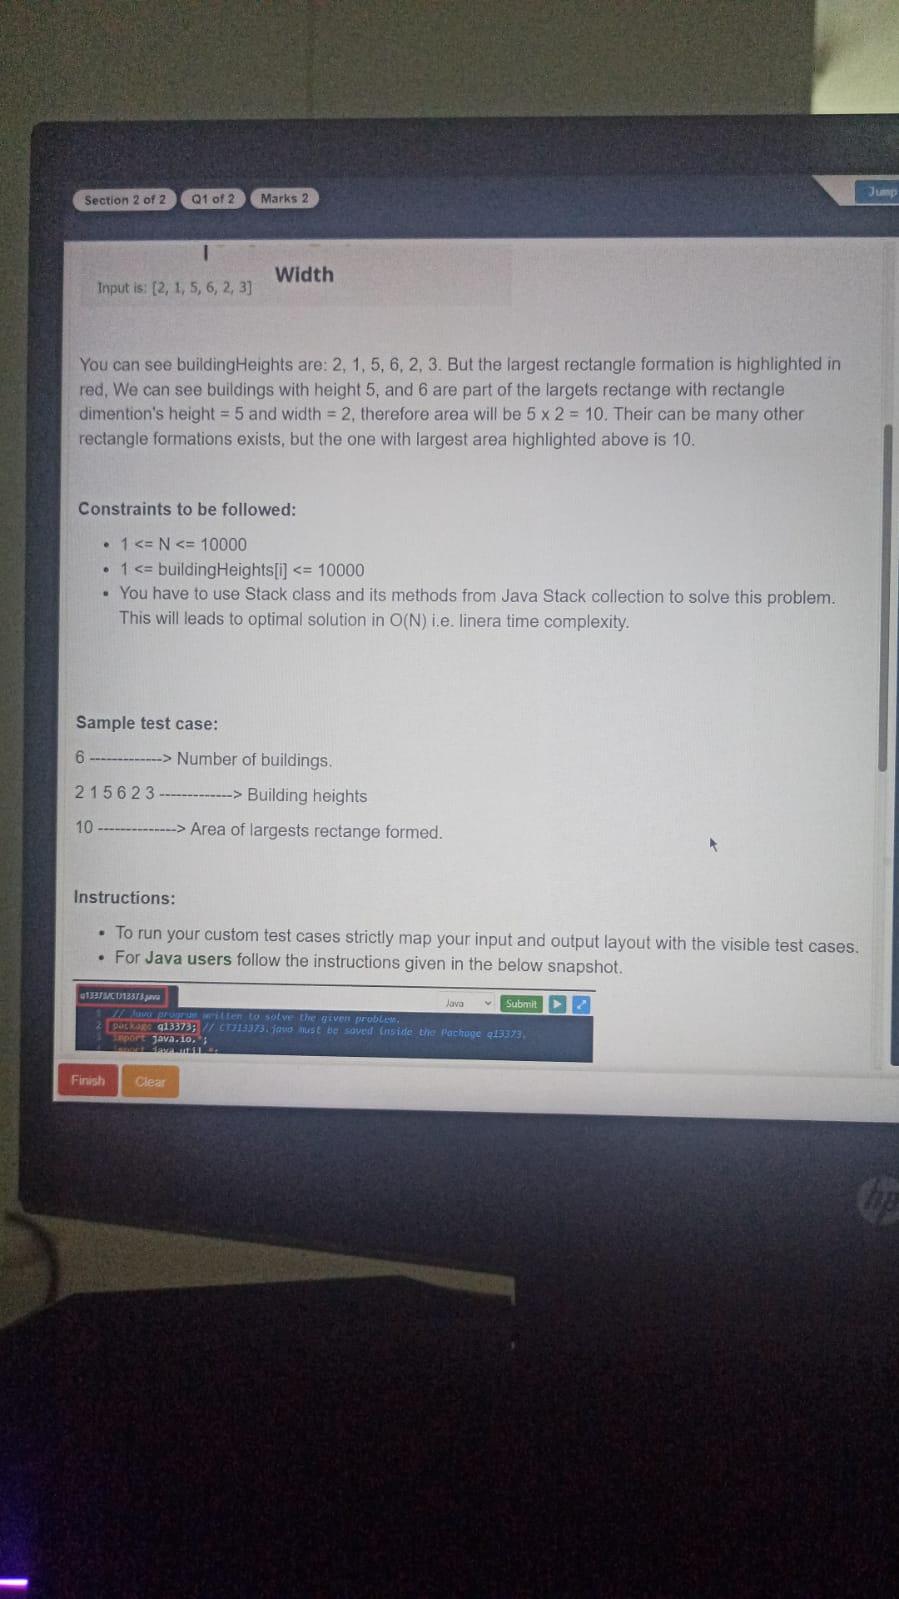 Section 2 of 2 Q1 of 2 Marks 2 Jump
Width
Input is: [2, 1, 5, 6, 2, 3]
You can see buildingHeights are: 2, 1, 5, 6, 2, 3. But the largest rectangle formation is highlighted in
red, We can see buildings with height 5, and 6 are part of the largets rectange with rectangle
dimention's height = 5 and width = 2, therefore area will be 5 x 2 = 10. Their can be many other
rectangle formations exists, but the one with largest area highlighted above is 10.
Constraints to be followed:
• 1 <= N <= 10000
• 1 <= buildingHeights[i] <= 10000
• You have to use Stack class and its methods from Java Stack collection to solve this problem.
This will leads to optimal solution in O(N) i.e. linera time complexity.
Sample test case:
6 -------------> Number of buildings.
2 1 5 6 2 3 -------------> Building heights
10 --------------> Area of largests rectange formed.
Instructions:
• To run your custom test cases strictly map your input and output layout with the visible test cases.
• For Java users follow the instructions given in the below snapshot.
q13373/CTJ13373.java Java Submit
1 // Java program written to solve the given problem.
2 package q13373; // CTJ13373.java must be saved inside the Package q13373.
import java.io.*;
import java.util.*;
Finish Clear
hp